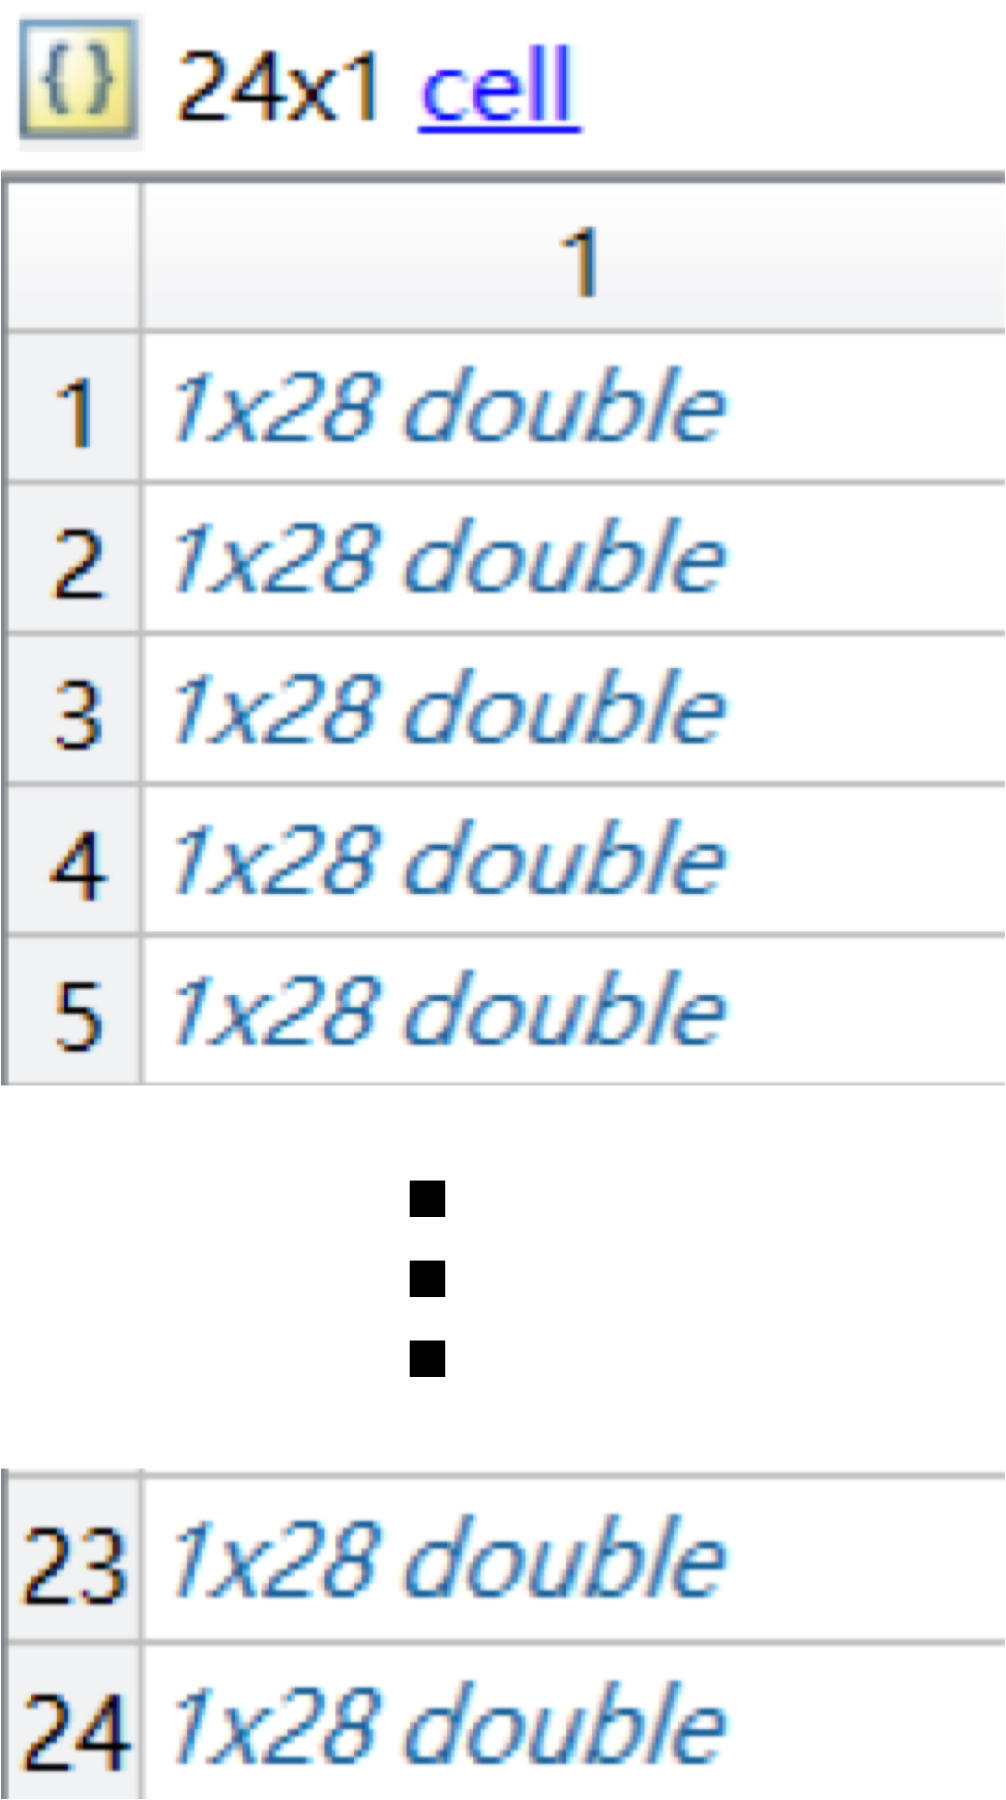 {} 24x1 cell
1
1 1x28 double
2 1x28 double
3 1x28 double
4 1x28 double
5 1x28 double
23 1x28 double
24 1x28 double